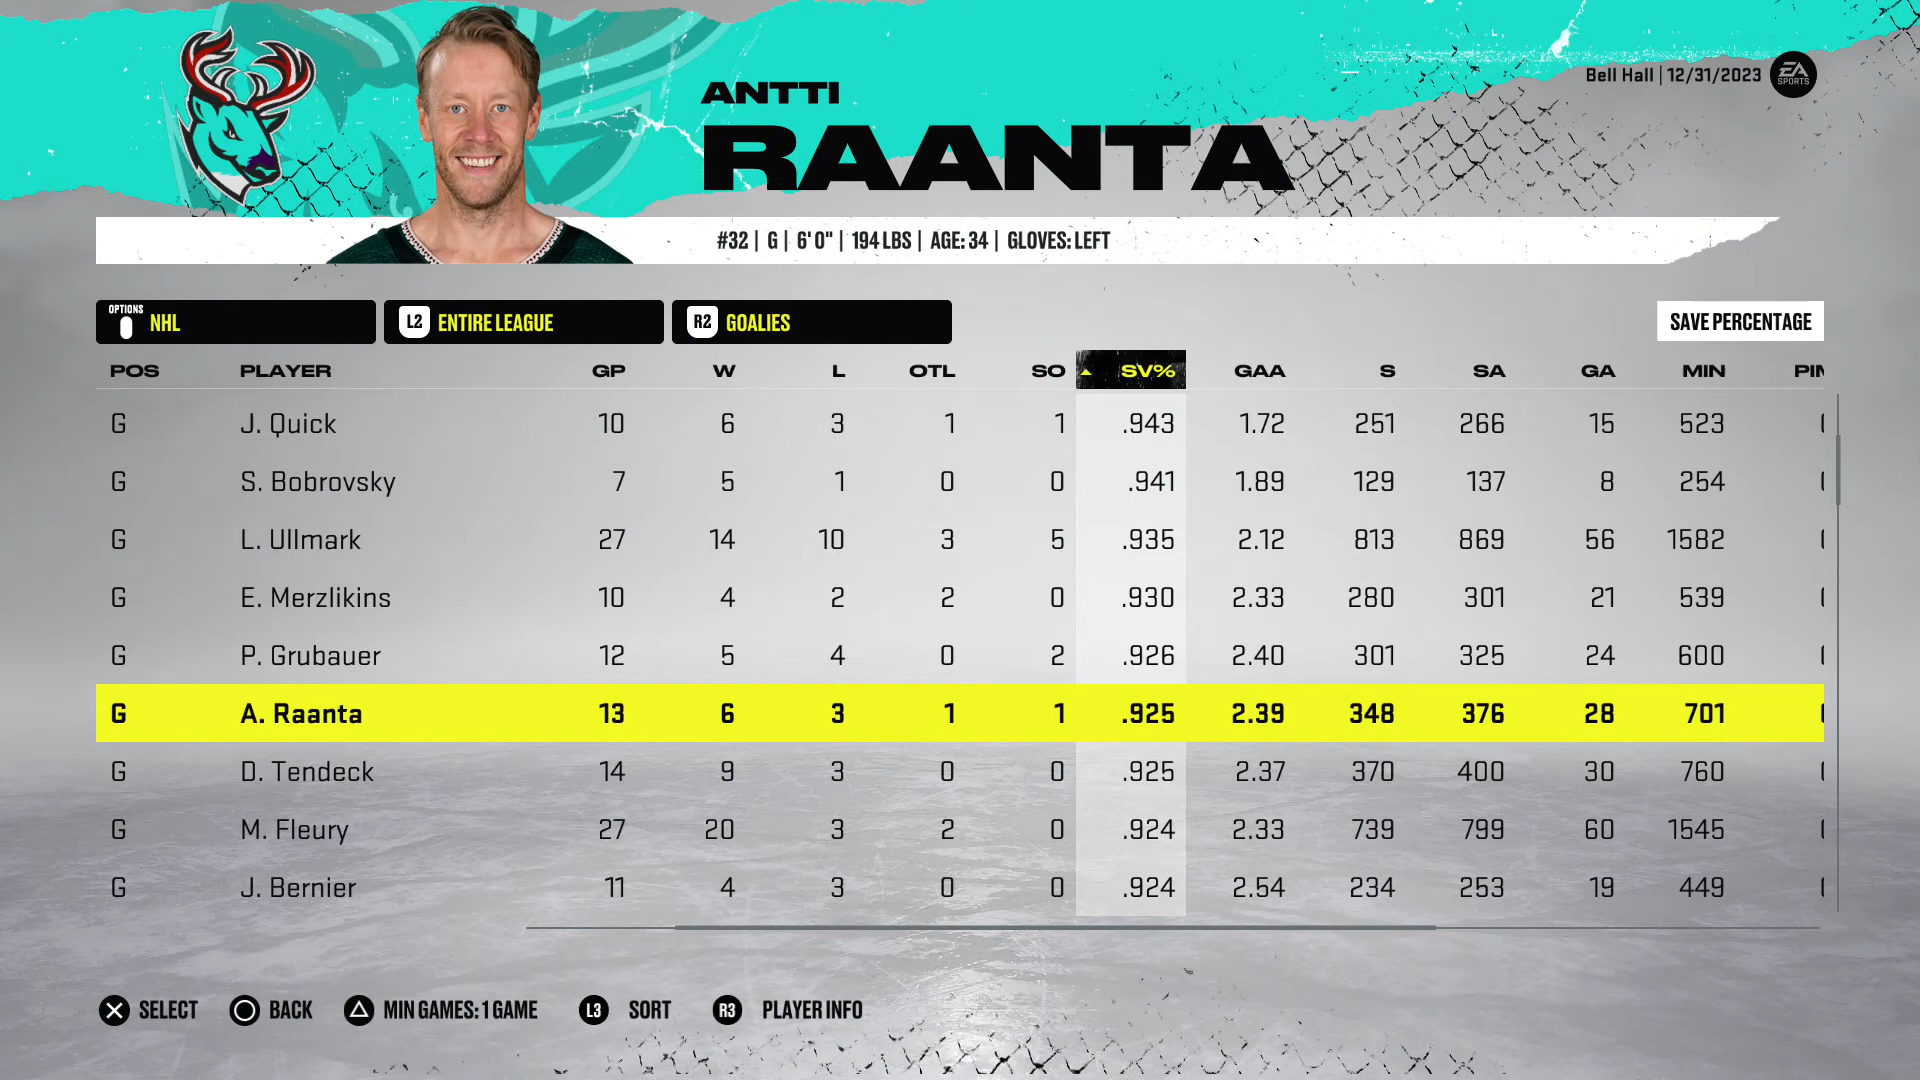 ANTTI
RAANTA
Bell Hall | 12/31/2023
EA
SPORTS
#32 | G | 6' 0" | 194 LBS | AGE: 34 | GLOVES: LEFT
OPTIONS NHL
L2 ENTIRE LEAGUE
R2 GOALIES
SAVE PERCENTAGE
POS PLAYER GP W L OTL SO SV% GAA S SA GA MIN
G J. Quick 10 6 3 1 1 .943 1.72 251 266 15 523
G S. Bobrovsky 7 5 1 0 0 .941 1.89 129 137 8 254
G L. Ullmark 27 14 10 3 5 .935 2.12 813 869 56 1582
G E. Merzlikins 10 4 2 2 0 .930 2.33 280 301 21 539
G P. Grubauer 12 5 4 0 2 .926 2.40 301 325 24 600
G A. Raanta 13 6 3 1 1 .925 2.39 348 376 28 701
G D. Tendeck 14 9 3 0 0 .925 2.37 370 400 30 760
G M. Fleury 27 20 3 2 0 .924 2.33 739 799 60 1545
G J. Bernier 11 4 3 0 0 .924 2.54 234 253 19 449
SELECT BACK MIN GAMES: 1 GAME L3 SORT R3 PLAYER INFO